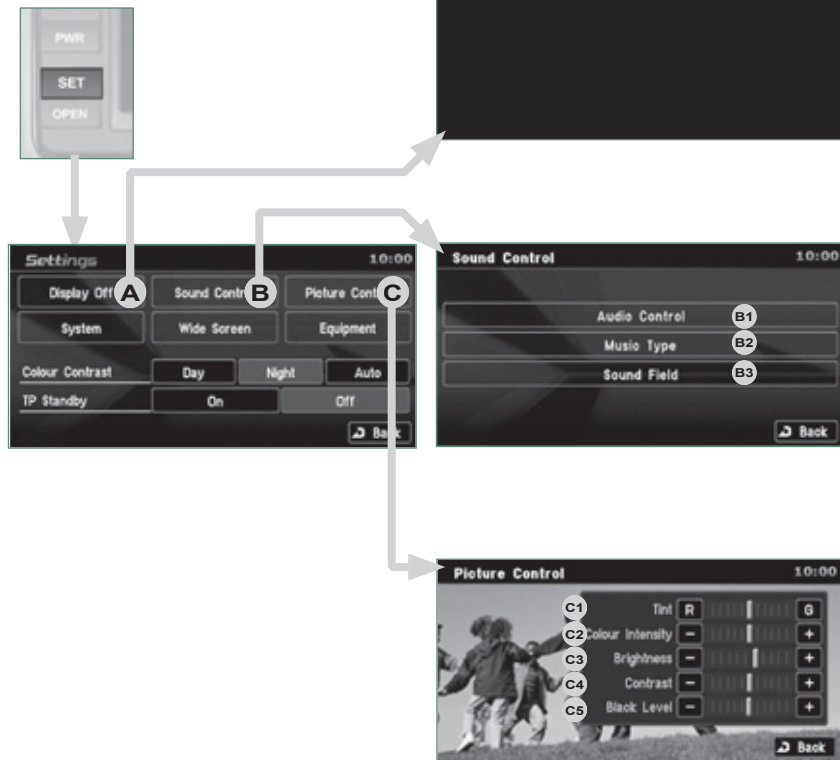 PWR
SET
OPEN
Settings 10:00
Display Off A Sound Contr B Picture Cont C
System Wide Screen Equipment
Colour Contrast Day Night Auto
TP Standby On Off
Back
Sound Control 10:00
Audio Control B1
Music Type B2
Sound Field B3
Back
Picture Control 10:00
C1 Tint R G
C2 Colour Intensity - +
C3 Brightness - +
C4 Contrast - +
C5 Black Level - +
Back